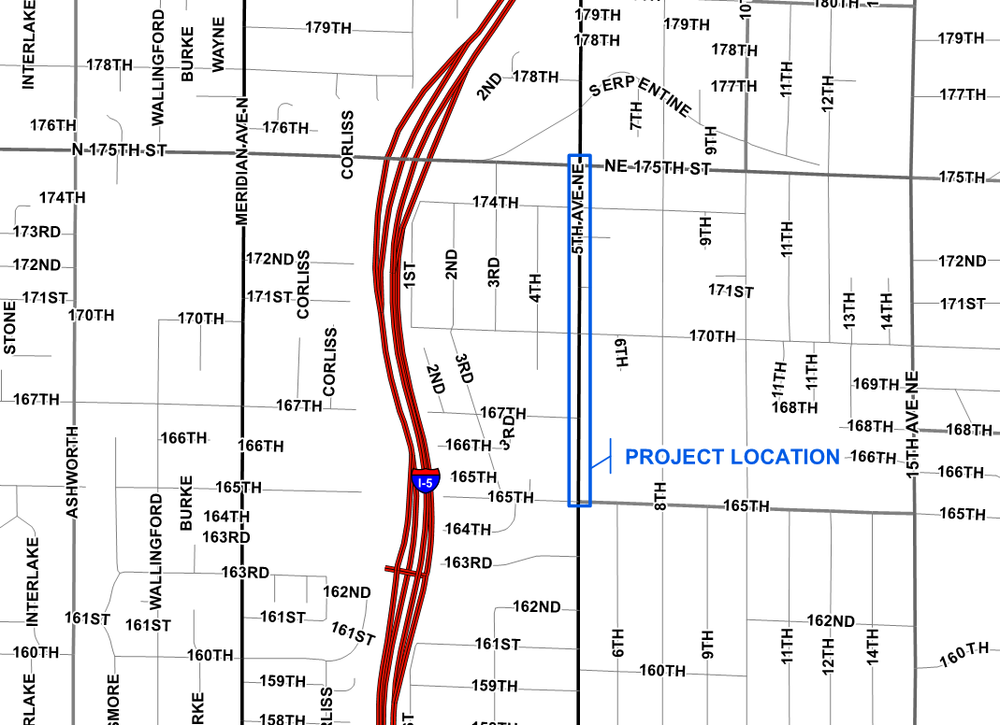 INTERLAKE
WALLINGFORD
BURKE
WAYNE
179TH
179TH
179TH
180TH
179TH
178TH
178TH
178TH
178TH
2ND
SERPENTINE
177TH
11TH
12TH
177TH
7TH
9TH
176TH
176TH
MERIDIAN AVE N
CORLISS
N 175TH ST
NE 175TH ST
175TH
174TH
174TH
5TH AVE NE
9TH
11TH
173RD
172ND
172ND
CORLISS
1ST
2ND
3RD
4TH
172ND
171ST
171ST
171ST
13TH
14TH
171ST
STONE
170TH
170TH
170TH
CORLISS
2ND
3RD
6TH
11TH
11TH
169TH
15TH AVE NE
167TH
167TH
167TH
168TH
168TH
168TH
3RD
166TH
166TH
166TH
PROJECT LOCATION
166TH
166TH
ASHWORTH
BURKE
165TH
I-5
165TH
165TH
8TH
165TH
165TH
WALLINGFORD
164TH
164TH
163RD
163RD
163RD
INTERLAKE
162ND
162ND
162ND
161ST
161ST
161ST
161ST
161ST
6TH
9TH
11TH
12TH
14TH
160TH
160TH
160TH
160TH
159TH
159TH
158TH